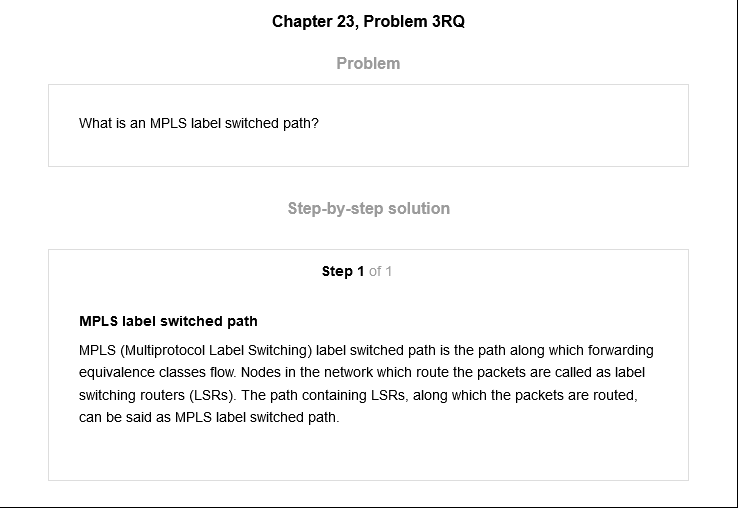 Chapter 23, Problem 3RQ
Problem
What is an MPLS label switched path?
Step-by-step solution
Step 1 of 1
MPLS label switched path
MPLS (Multiprotocol Label Switching) label switched path is the path along which forwarding
equivalence classes flow. Nodes in the network which route the packets are called as label
switching routers (LSRs). The path containing LSRs, along which the packets are routed,
can be said as MPLS label switched path.